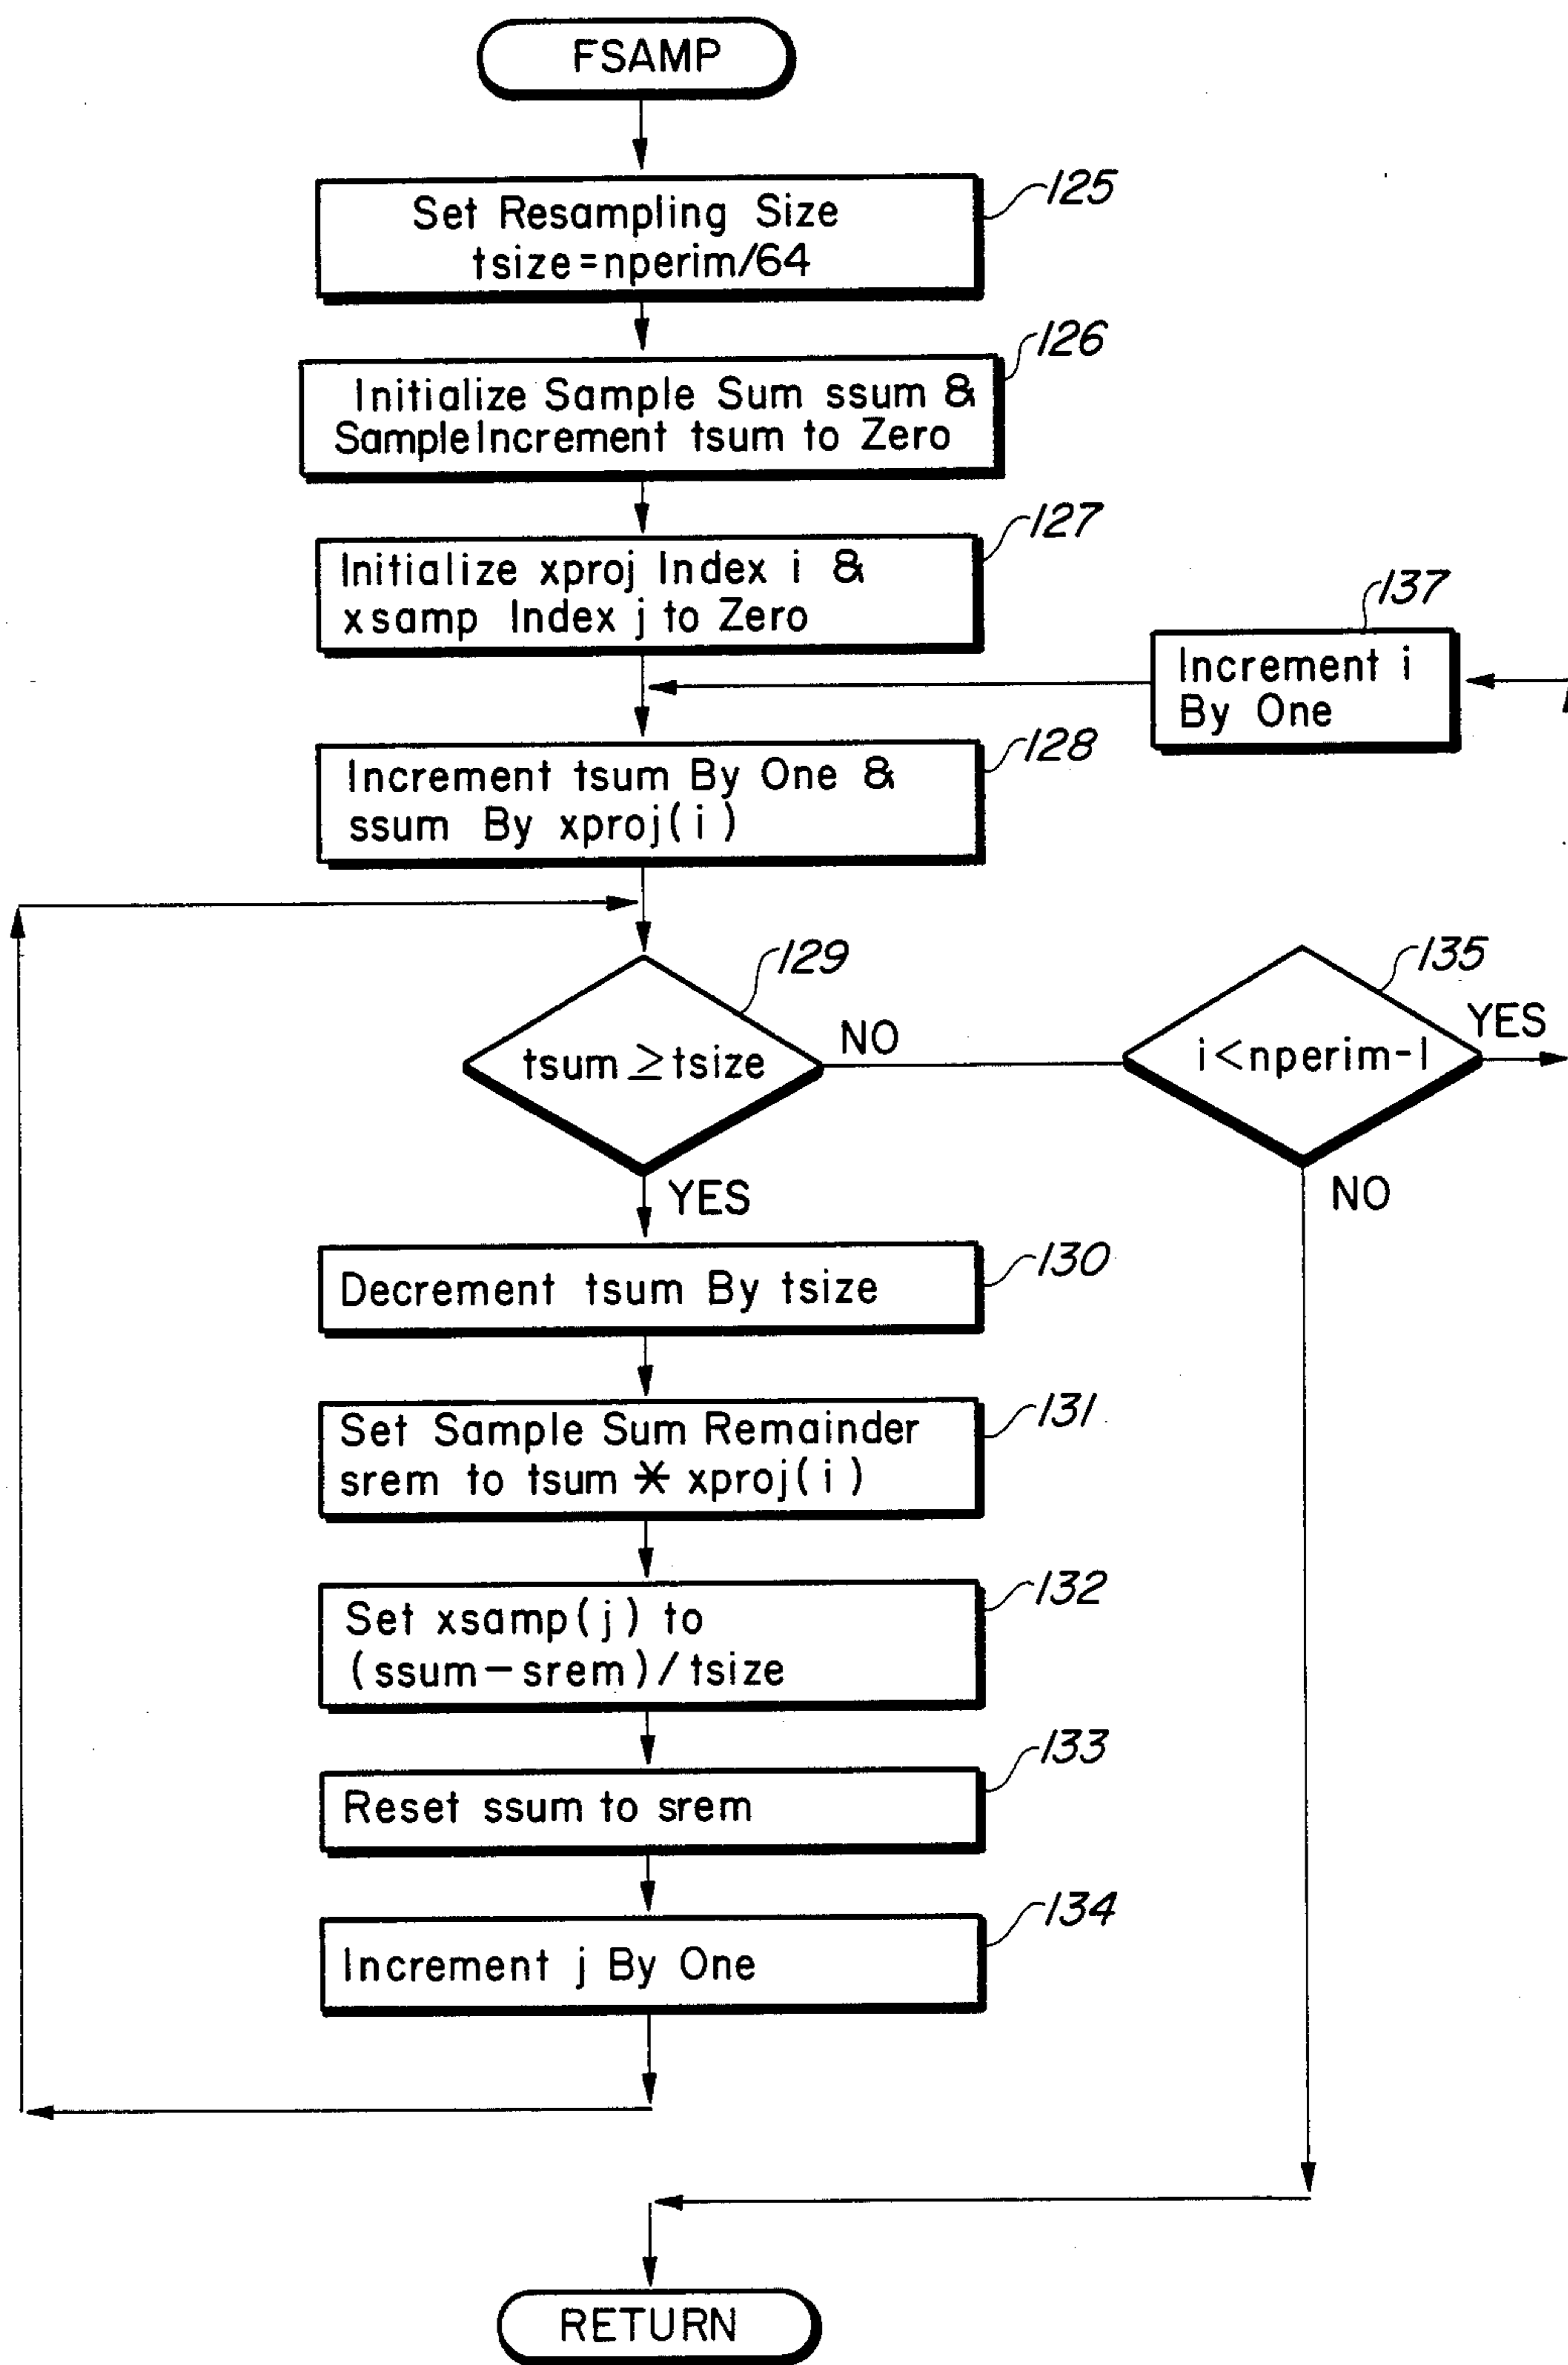 FSAMP
125
Set Resampling Size
tsize=nperim/64
126
Initialize Sample Sum ssum &
Sample Increment tsum to Zero
127
Initialize xproj Index i &
xsamp Index j to Zero
137
Increment i
By One
128
Increment tsum By One &
ssum By xproj(i)
129
tsum ≥ tsize
NO
135
i<nperim-1
YES
YES
NO
130
Decrement tsum By tsize
131
Set Sample Sum Remainder
srem to tsum * xproj(i)
132
Set xsamp(j) to
(ssum-srem)/tsize
133
Reset ssum to srem
134
Increment j By One
RETURN